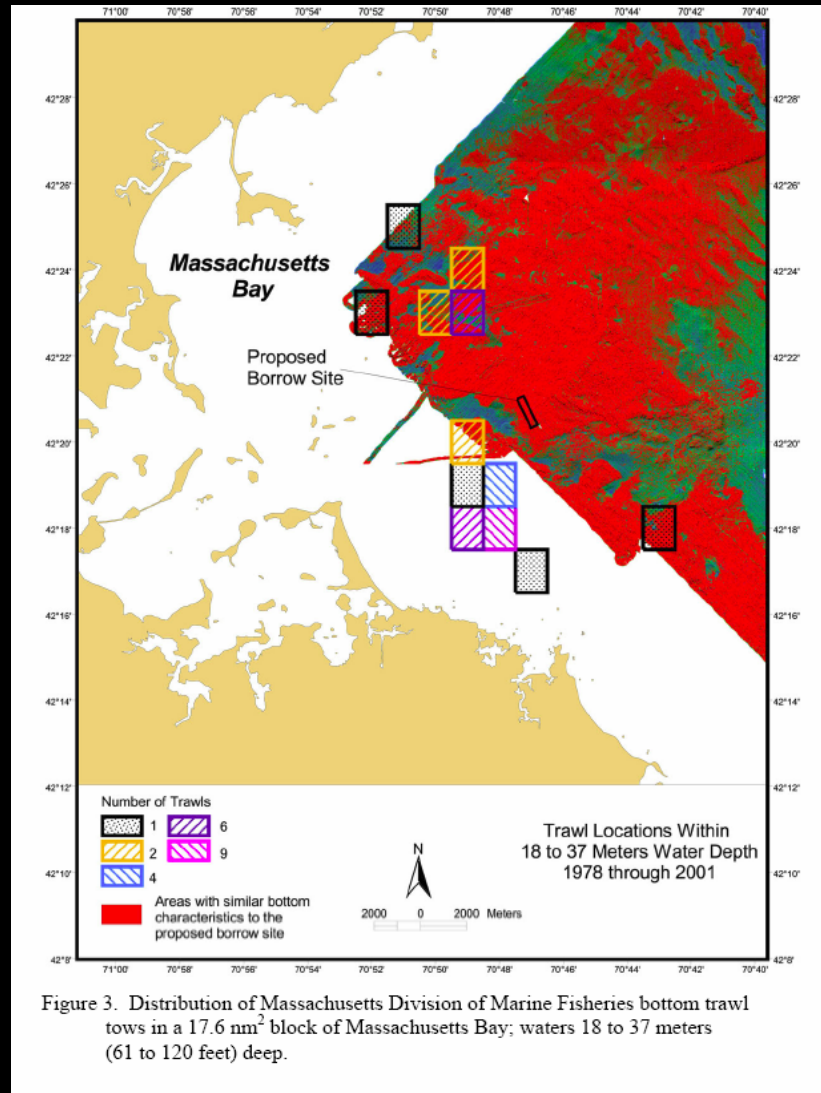 71°00' 70°58' 70°56' 70°54' 70°52' 70°50' 70°48' 70°46' 70°44' 70°42' 70°40'
42°28' 42°28'
42°26' 42°26'
42°24' 42°24'
Massachusetts
Bay
42°22' 42°22'
Proposed
Borrow Site
42°20' 42°20'
42°18' 42°18'
42°16' 42°16'
42°14' 42°14'
42°12' 42°12'
Number of Trawls
1 6
2 9
4
Areas with similar bottom
characteristics to the
proposed borrow site
N
2000 0 2000 Meters
Trawl Locations Within
18 to 37 Meters Water Depth
1978 through 2001
42°10' 42°10'
42°8' 42°8'
71°00' 70°58' 70°56' 70°54' 70°52' 70°50' 70°48' 70°46' 70°44' 70°42' 70°40'
Figure 3. Distribution of Massachusetts Division of Marine Fisheries bottom trawl
tows in a 17.6 nm² block of Massachusetts Bay; waters 18 to 37 meters
(61 to 120 feet) deep.